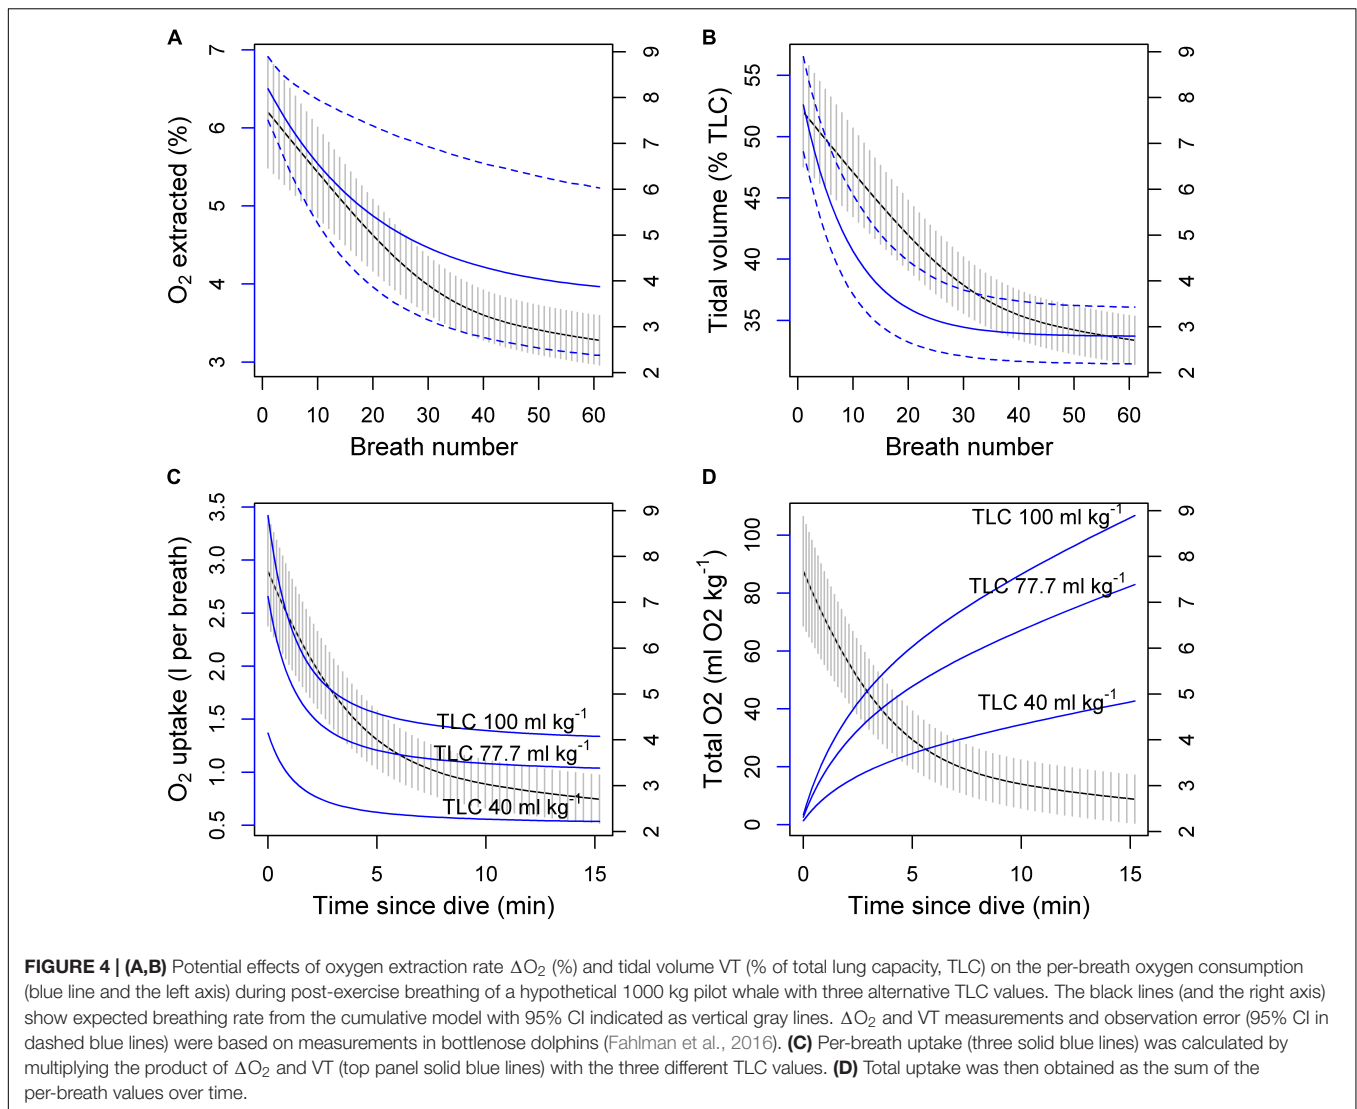 A
B
7
6
5
4
3
O2 extracted (%)
9
8
7
6
5
4
3
2
0 10 20 30 40 50 60
Breath number
55
50
45
40
35
Tidal volume (% TLC)
9
8
7
6
5
4
3
2
0 10 20 30 40 50 60
Breath number
C
D
3.5
3.0
2.5
2.0
1.5
1.0
0.5
O2 uptake (l per breath)
TLC 100 ml kg-1
TLC 77.7 ml kg-1
TLC 40 ml kg-1
9
8
7
6
5
4
3
2
0 5 10 15
Time since dive (min)
100
80
60
40
20
0
Total O2 (ml O2 kg-1)
TLC 100 ml kg-1
TLC 77.7 ml kg-1
TLC 40 ml kg-1
9
8
7
6
5
4
3
2
0 5 10 15
Time since dive (min)
FIGURE 4 | (A,B) Potential effects of oxygen extraction rate ΔO2 (%) and tidal volume VT (% of total lung capacity, TLC) on the per-breath oxygen consumption
(blue line and the left axis) during post-exercise breathing of a hypothetical 1000 kg pilot whale with three alternative TLC values. The black lines (and the right axis)
show expected breathing rate from the cumulative model with 95% CI indicated as vertical gray lines. ΔO2 and VT measurements and observation error (95% CI in
dashed blue lines) were based on measurements in bottlenose dolphins (Fahlman et al., 2016). (C) Per-breath uptake (three solid blue lines) was calculated by
multiplying the product of ΔO2 and VT (top panel solid blue lines) with the three different TLC values. (D) Total uptake was then obtained as the sum of the
per-breath values over time.